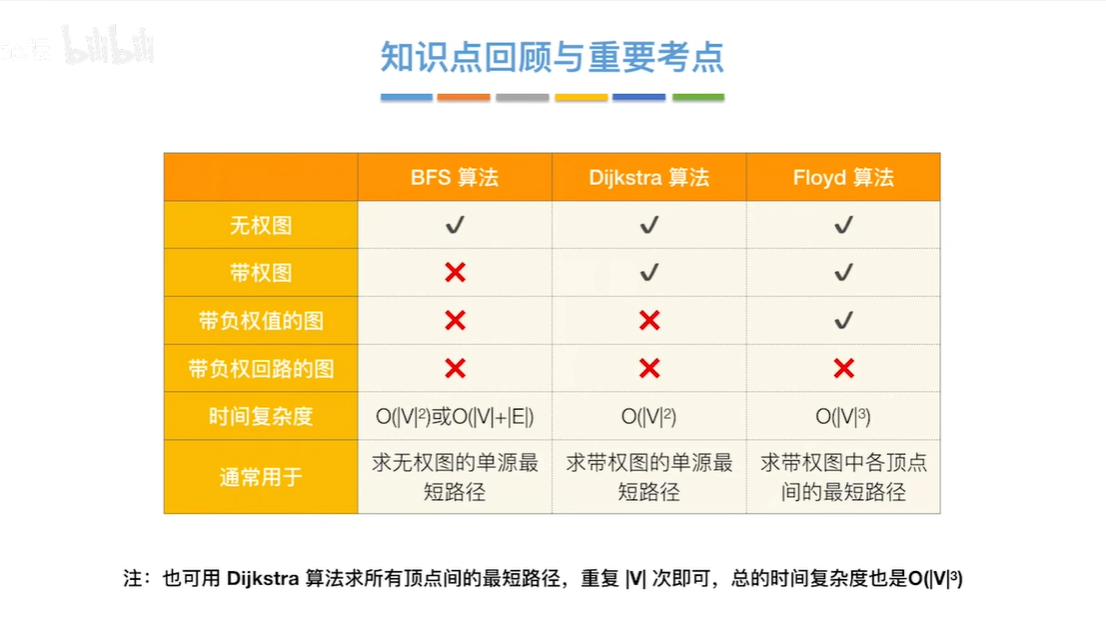 bilibili
知识点回顾与重要考点
BFS 算法 Dijkstra 算法 Floyd 算法
无权图 ✓ ✓ ✓
带权图 ✕ ✓ ✓
带负权值的图 ✕ ✕ ✓
带负权回路的图 ✕ ✕ ✕
时间复杂度 O(|V|²)或O(|V|+|E|) O(|V|²) O(|V|³)
通常用于 求无权图的单源最短路径 求带权图的单源最短路径 求带权图中各顶点间的最短路径
注：也可用 Dijkstra 算法求所有顶点间的最短路径，重复 |V| 次即可，总的时间复杂度也是O(|V|³)